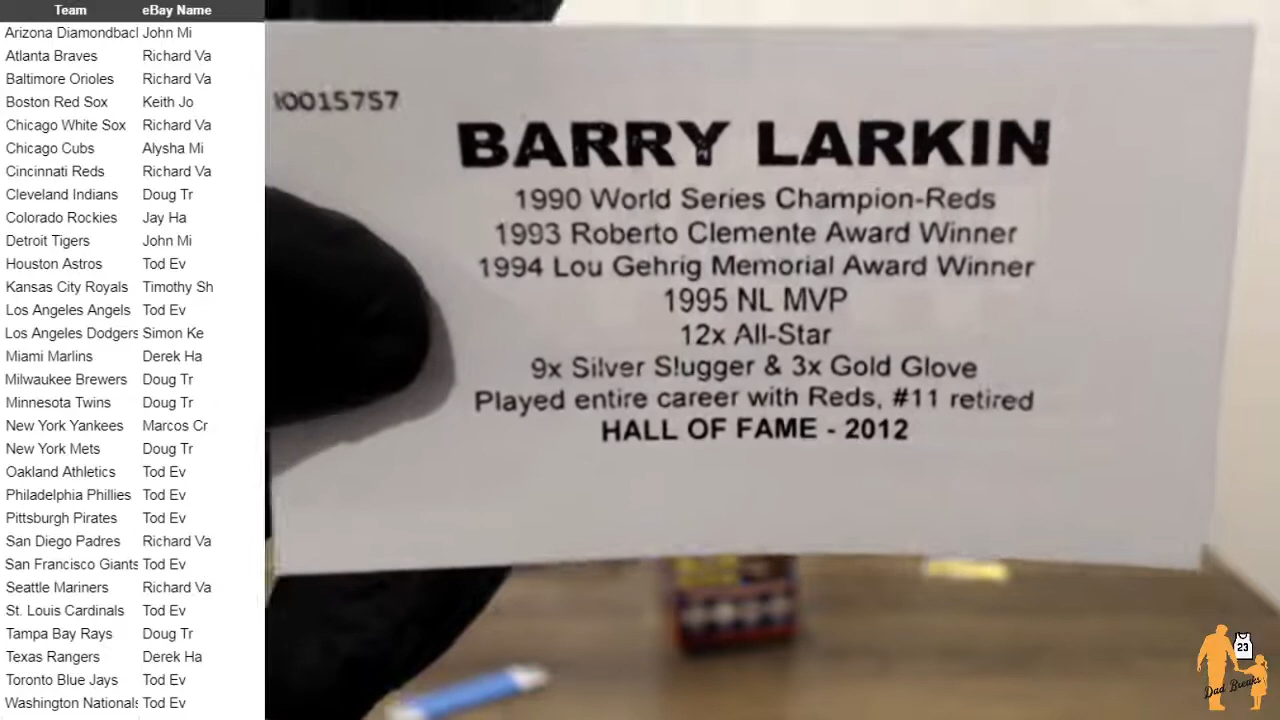 Team eBay Name
Arizona Diamondbacl John Mi
Atlanta Braves Richard Va
Baltimore Orioles Richard Va
Boston Red Sox Keith Jo
Chicago White Sox Richard Va
Chicago Cubs Alysha Mi
Cincinnati Reds Richard Va
Cleveland Indians Doug Tr
Colorado Rockies Jay Ha
Detroit Tigers John Mi
Houston Astros Tod Ev
Kansas City Royals Timothy Sh
Los Angeles Angels Tod Ev
Los Angeles Dodgers Simon Ke
Miami Marlins Derek Ha
Milwaukee Brewers Doug Tr
Minnesota Twins Doug Tr
New York Yankees Marcos Cr
New York Mets Doug Tr
Oakland Athletics Tod Ev
Philadelphia Phillies Tod Ev
Pittsburgh Pirates Tod Ev
San Diego Padres Richard Va
San Francisco Giants Tod Ev
Seattle Mariners Richard Va
St. Louis Cardinals Tod Ev
Tampa Bay Rays Doug Tr
Texas Rangers Derek Ha
Toronto Blue Jays Tod Ev
Washington Nationals Tod Ev
I0015757
BARRY LARKIN
1990 World Series Champion-Reds
1993 Roberto Clemente Award Winner
1994 Lou Gehrig Memorial Award Winner
1995 NL MVP
12x All-Star
9x Silver Slugger & 3x Gold Glove
Played entire career with Reds, #11 retired
HALL OF FAME - 2012
23
Dad Breaks